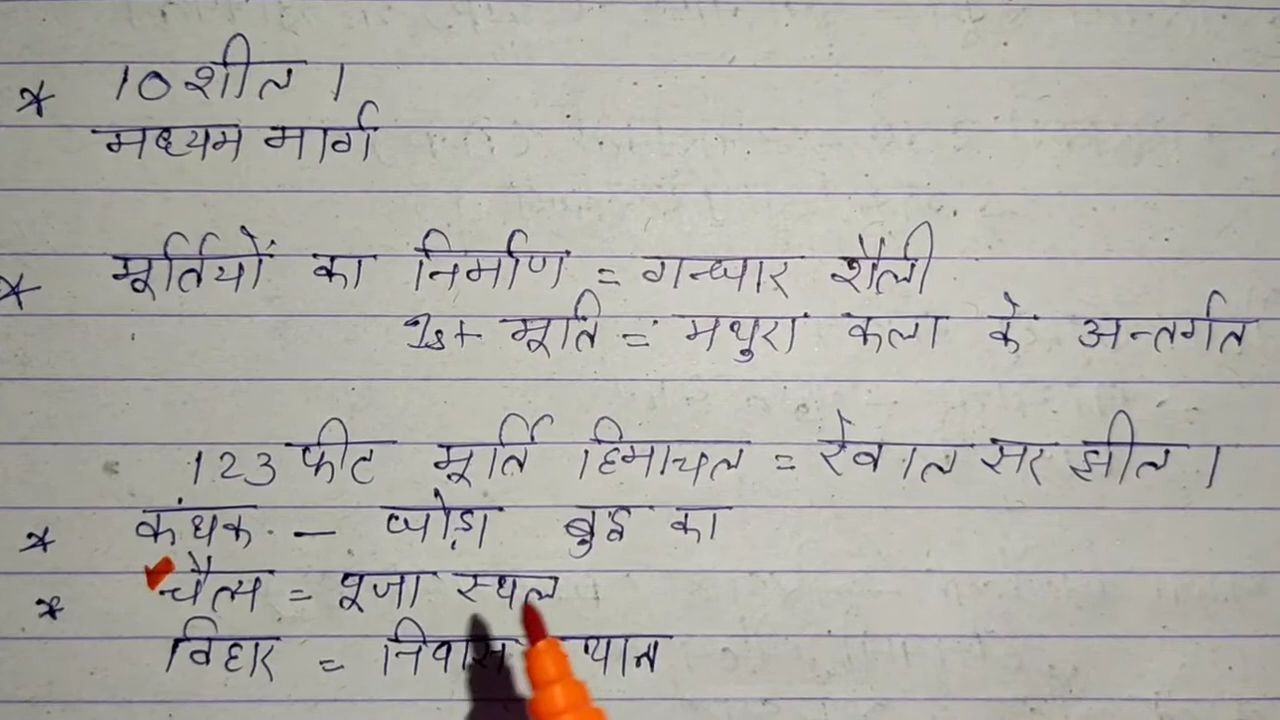 * 10 शील ।
मध्यम मार्ग
* मूर्तियों का निर्माण = गन्धार शैली
1st मूर्ति = मथुरा कला के अन्तर्गत
123 फीट मूर्ति हिमाचल = रेवालसर झील ।
* कंथक - घोड़ा बुद्ध का
* चैत्य = पूजा स्थल
विहार = निवास